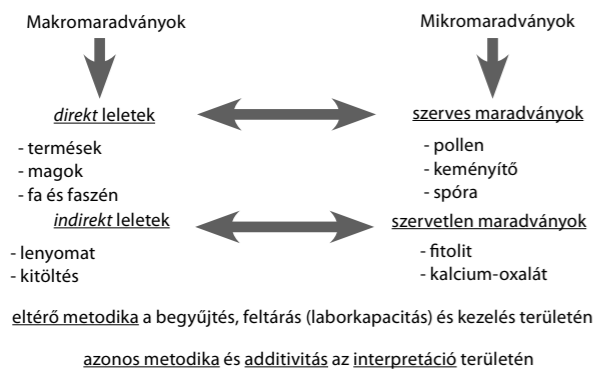 Makromaradványok
Mikromaradványok
direkt leletek
szerves maradványok
- termések
- magok
- fa és faszén
- pollen
- keményítő
- spóra
indirekt leletek
szervetlen maradványok
- lenyomat
- kitöltés
- fitolit
- kalcium-oxalát
eltérő metodika a begyűjtés, feltárás (laborkapacitás) és kezelés területén
azonos metodika és additivitás az interpretáció területén